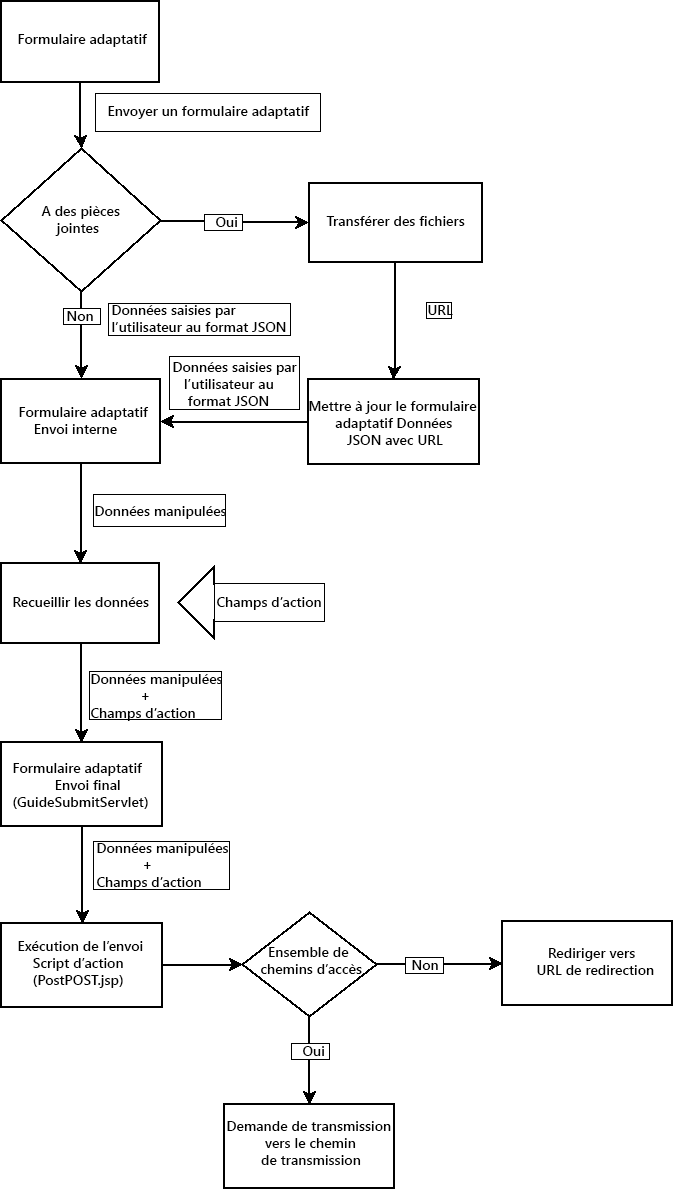 Formulaire adaptatif
Envoyer un formulaire adaptatif
A des pièces
jointes
Oui
Transférer des fichiers
Non
Données saisies par
l'utilisateur au format JSON
URL
Données saisies par
l'utilisateur au
format JSON
Formulaire adaptatif
Envoi interne
Mettre à jour le formulaire
adaptatif Données
JSON avec URL
Données manipulées
Recueillir les données
Champs d'action
Données manipulées
+
Champs d'action
Formulaire adaptatif
Envoi final
(GuideSubmitServlet)
Données manipulées
+
Champs d'action
Exécution de l'envoi
Script d'action
(PostPOST.jsp)
Ensemble de
chemins d'accès
Non
Rediriger vers
URL de redirection
Oui
Demande de transmission
vers le chemin
de transmission